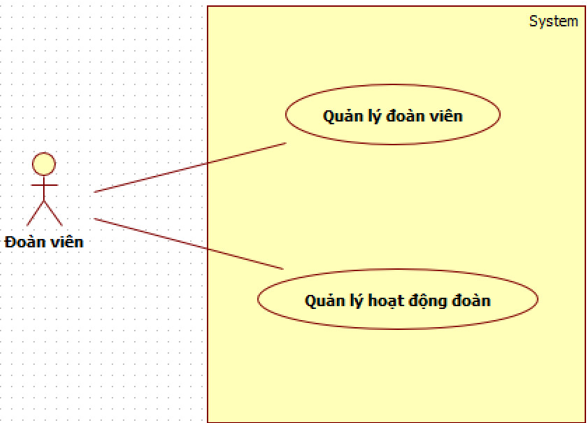 System
Quản lý đoàn viên
Đoàn viên
Quản lý hoạt động đoàn